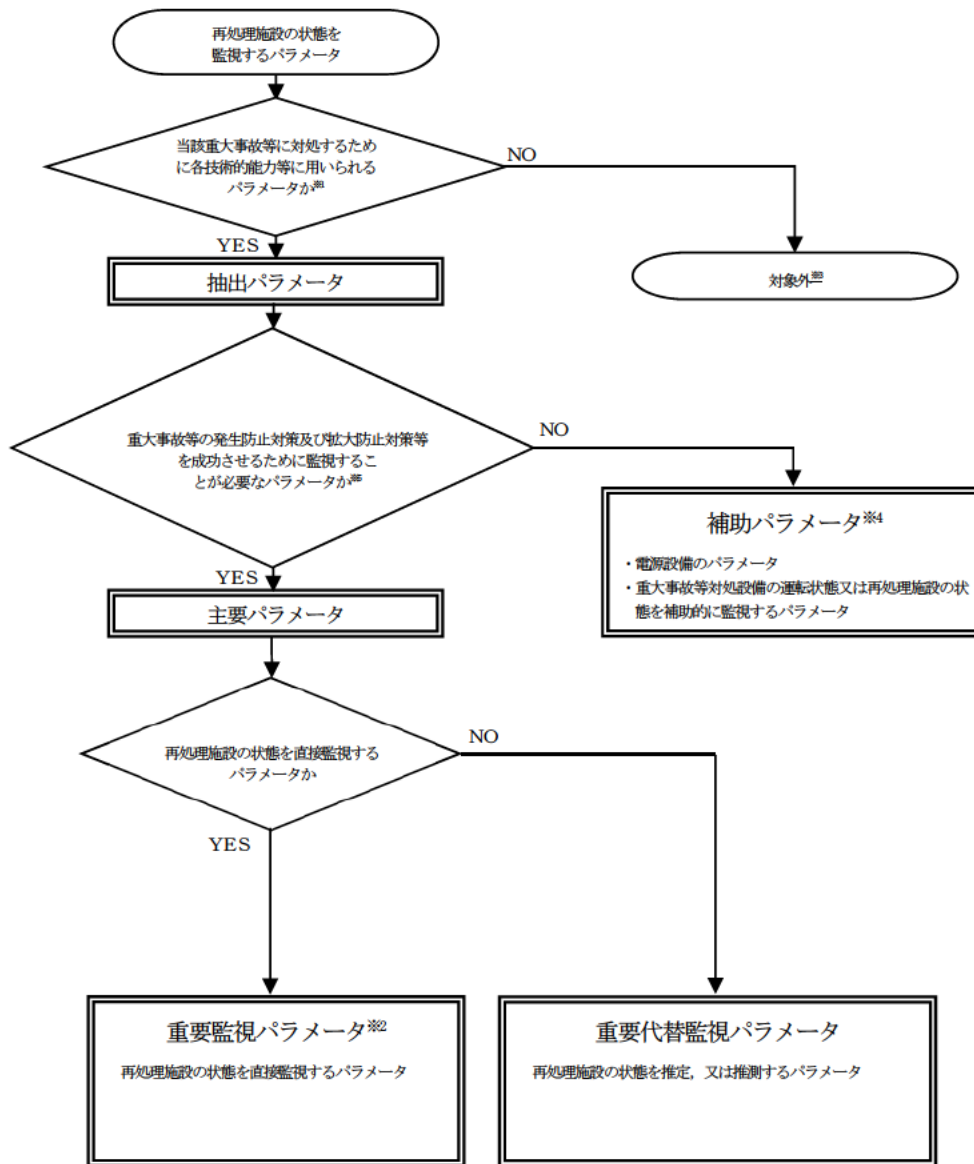 再処理施設の状態を
監視するパラメータ
当該重大事故等に対処するため
に各技術的能力等に用いられる
パラメータか※1
NO
YES
抽出パラメータ
対象外※3
重大事故等の発生防止対策及び拡大防止対策等
を成功させるために監視するこ
とが必要なパラメータか※5
NO
YES
補助パラメータ※4
・電源設備のパラメータ
・重大事故等対処設備の運転状態又は再処理施設の状
態を補助的に監視するパラメータ
主要パラメータ
再処理施設の状態を直接監視する
パラメータか
NO
YES
重要監視パラメータ※2
再処理施設の状態を直接監視するパラメータ
重要代替監視パラメータ
再処理施設の状態を推定,又は推測するパラメータ